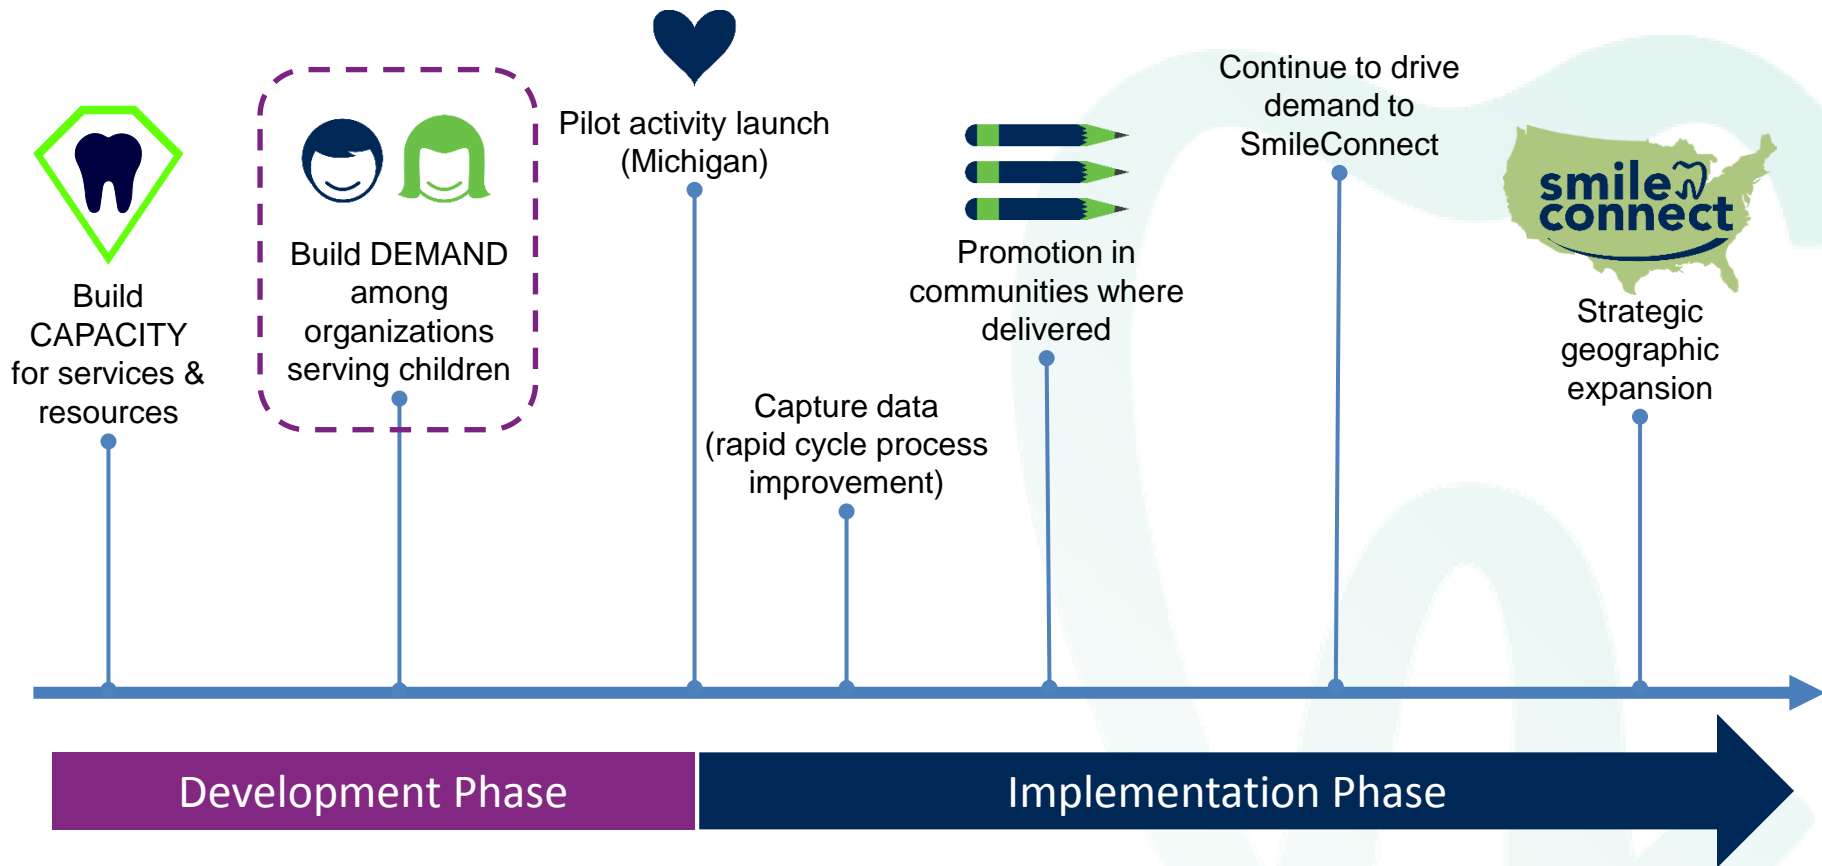 Build
CAPACITY
for services &
resources
Build DEMAND
among
organizations
serving children
Pilot activity launch
(Michigan)
Capture data
(rapid cycle process
improvement)
Promotion in
communities where
delivered
Continue to drive
demand to
SmileConnect
smile
connect
Strategic
geographic
expansion
Development Phase
Implementation Phase